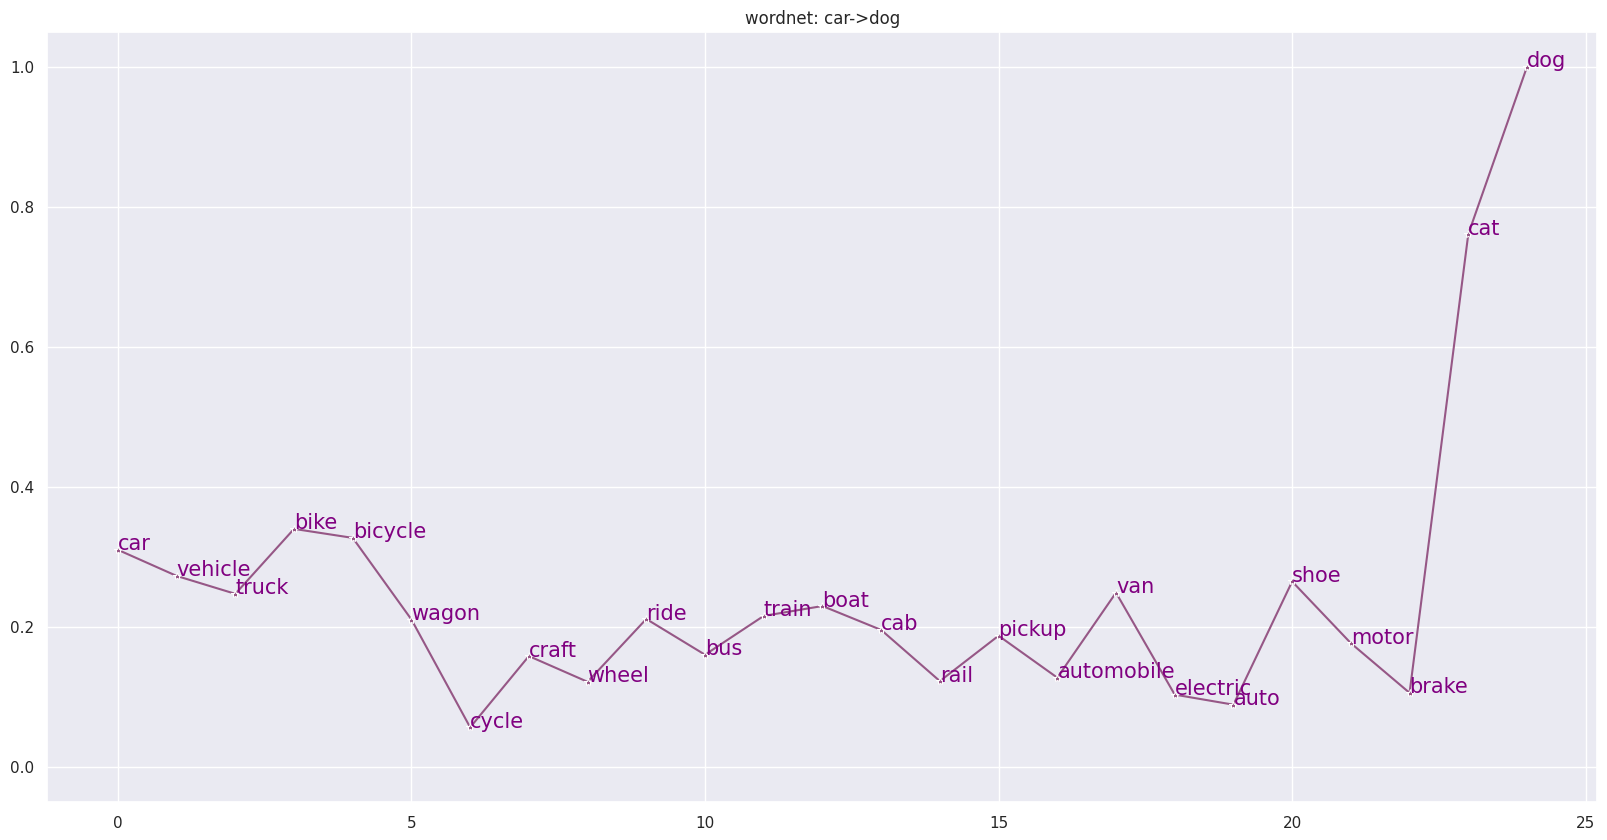 wordnet: car->dog
1.0
0.8
0.6
0.4
0.2
0.0
car
vehicle
truck
bike
bicycle
wagon
cycle
craft
wheel
ride
bus
train
boat
cab
rail
pickup
automobile
van
electric
auto
shoe
motor
brake
cat
dog
0 5 10 15 20 25